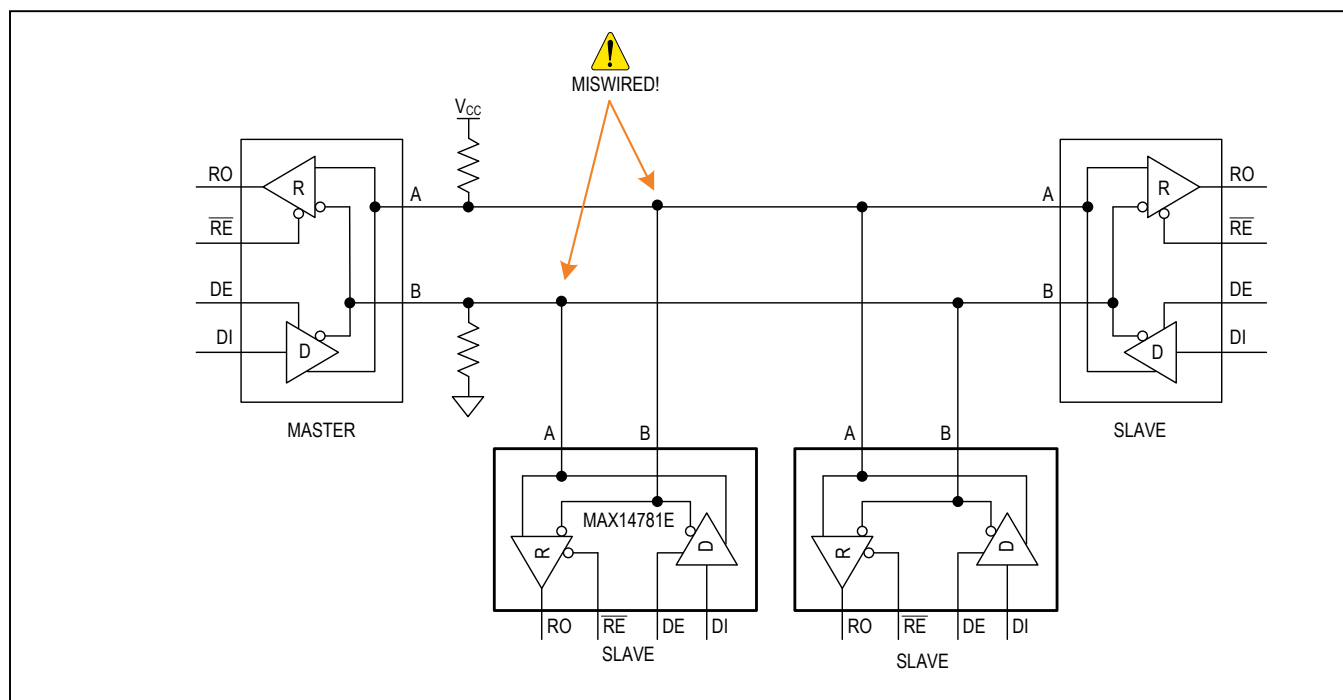 MISWIRED!
VCC
RO
R
A
A
R
RO
RE
RE
DE
B
B
DE
DI
D
D
DI
MASTER
SLAVE
A
B
A
B
MAX14781E
R
D
R
D
RO
RE
DE
DI
RO
RE
DE
DI
SLAVE
SLAVE